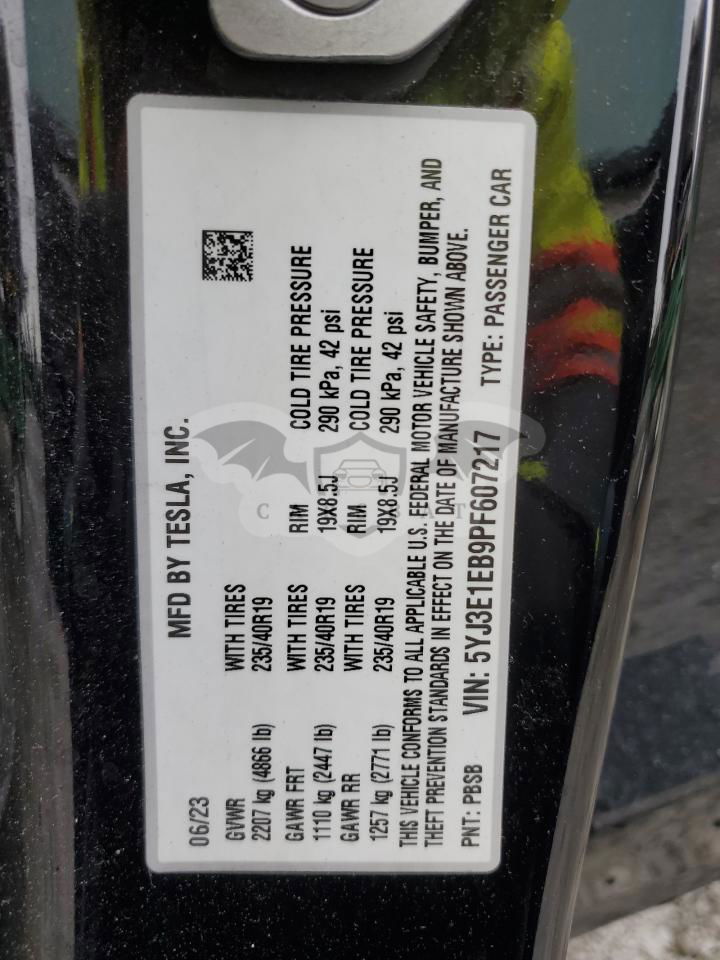 MFD BY TESLA, INC.
06/23
GVWR WITH TIRES
2207 kg (4866 lb) 235/40R19
GAWR FRT WITH TIRES RIM COLD TIRE PRESSURE
1110 kg (2447 lb) 235/40R19 19X8.5J 290 kPa, 42 psi
GAWR RR WITH TIRES RIM COLD TIRE PRESSURE
1257 kg (2771 lb) 235/40R19 19X8.5J 290 kPa, 42 psi
THIS VEHICLE CONFORMS TO ALL APPLICABLE U.S. FEDERAL MOTOR VEHICLE SAFETY, BUMPER, AND
THEFT PREVENTION STANDARDS IN EFFECT ON THE DATE OF MANUFACTURE SHOWN ABOVE.
PNT: PBSB VIN: 5YJ3E1EB9PF607217 TYPE: PASSENGER CAR